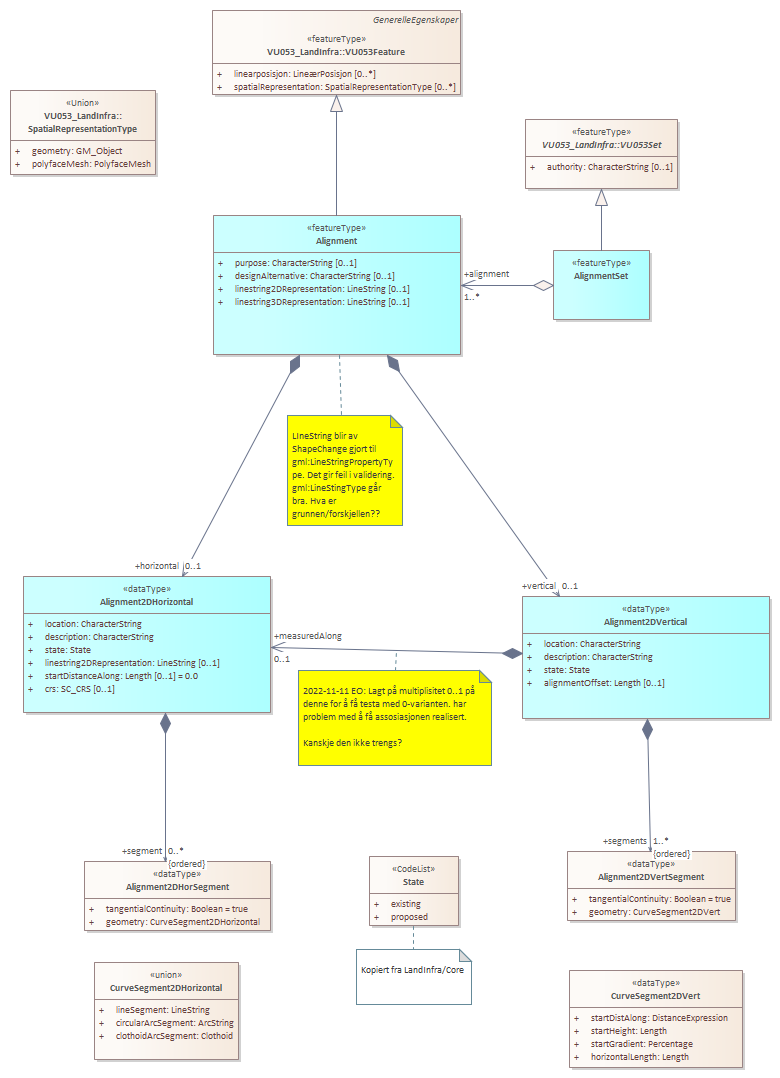 GenerelleEgenskaper
«featureType»
VU053_LandInfra::VU053Feature
+ linearposisjon: LineærPosisjon [0..*]
+ spatialRepresentation: SpatialRepresentationType [0..*]
«Union»
VU053_LandInfra::
SpatialRepresentationType
+ geometry: GM_Object
+ polyfaceMesh: PolyfaceMesh
«featureType»
VU053_LandInfra::VU053Set
+ authority: CharacterString [0..1]
«featureType»
Alignment
+ purpose: CharacterString [0..1]
+ designAlternative: CharacterString [0..1]
+ linestring2DRepresentation: LineString [0..1]
+ linestring3DRepresentation: LineString [0..1]
+alignment
1..*
«featureType»
AlignmentSet
LIneString blir av
ShapeChange gjort til
gml:LineStringPropertyTy
pe. Det gir feil i validering.
gml:LineStingType går
bra. Hva er
grunnen/forskjellen??
+horizontal 0..1
+vertical 0..1
«dataType»
Alignment2DHorizontal
+ location: CharacterString
+ description: CharacterString
+ state: State
+ linestring2DRepresentation: LineString [0..1]
+ startDistanceAlong: Length [0..1] = 0.0
+ crs: SC_CRS [0..1]
+measuredAlong
0..1
«dataType»
Alignment2DVertical
+ location: CharacterString
+ description: CharacterString
+ state: State
+ alignmentOffset: Length [0..1]
2022-11-11 EO: Lagt på multiplisitet 0..1 på
denne for å få testa med 0-varianten. har
problem med å få assosiasjonen realisert.
Kanskje den ikke trengs?
+segment 0..*
{ordered}
«dataType»
Alignment2DHorSegment
+ tangentialContinuity: Boolean = true
+ geometry: CurveSegment2DHorizontal
«CodeList»
State
+ existing
+ proposed
+segments 1..*
{ordered}
«dataType»
Alignment2DVertSegment
+ tangentialContinuity: Boolean = true
+ geometry: CurveSegment2DVert
Kopiert fra LandInfra/Core
«union»
CurveSegment2DHorizontal
+ lineSegment: LineString
+ circularArcSegment: ArcString
+ clothoidArcSegment: Clothoid
«dataType»
CurveSegment2DVert
+ startDistAlong: DistanceExpression
+ startHeight: Length
+ startGradient: Percentage
+ horizontalLength: Length